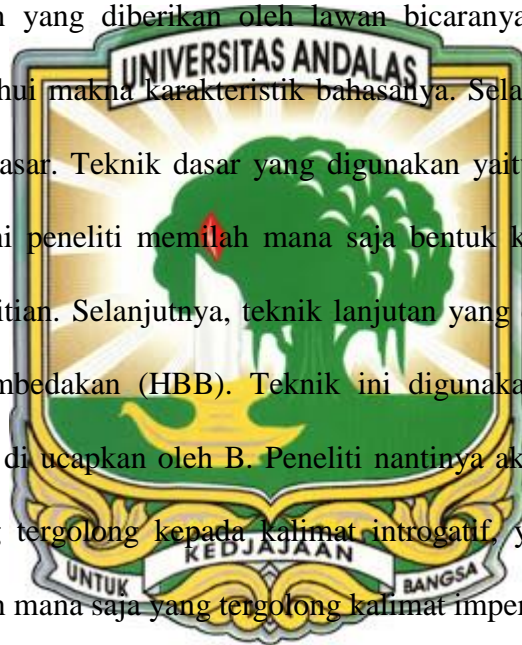 yang diberikan oleh lawan bicaranya
UNIVERSITAS ANDALAS
makna karakteristik bahasanya. Sela
asar. Teknik dasar yang digunakan yaitu
ni peneliti memilah mana saja bentuk k
itian. Selanjutnya, teknik lanjutan yang
mbedakan (HBB). Teknik ini digunaka
di ucapkan oleh B. Peneliti nantinya ak
tergolong kepada kalimat introgatif, y
KEDJAJAAN
UNTUK BANGSA
mana saja yang tergolong kalimat imper